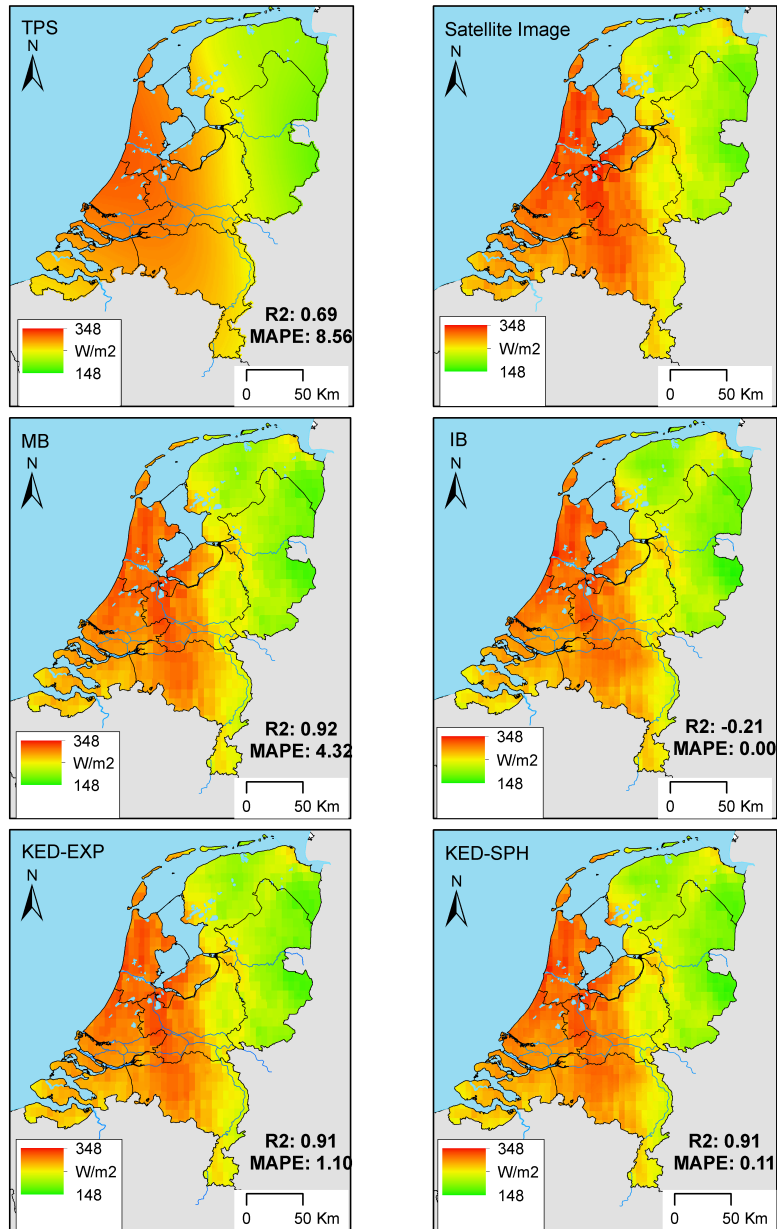 TPS
N
R2: 0.69
MAPE: 8.56
348
W/m2
148
0 50 Km
Satellite Image
N
348
W/m2
148
0 50 Km
MB
N
R2: 0.92
MAPE: 4.32
348
W/m2
148
0 50 Km
IB
N
R2: -0.21
MAPE: 0.00
348
W/m2
148
0 50 Km
KED-EXP
N
R2: 0.91
MAPE: 1.10
348
W/m2
148
0 50 Km
KED-SPH
N
R2: 0.91
MAPE: 0.11
348
W/m2
148
0 50 Km